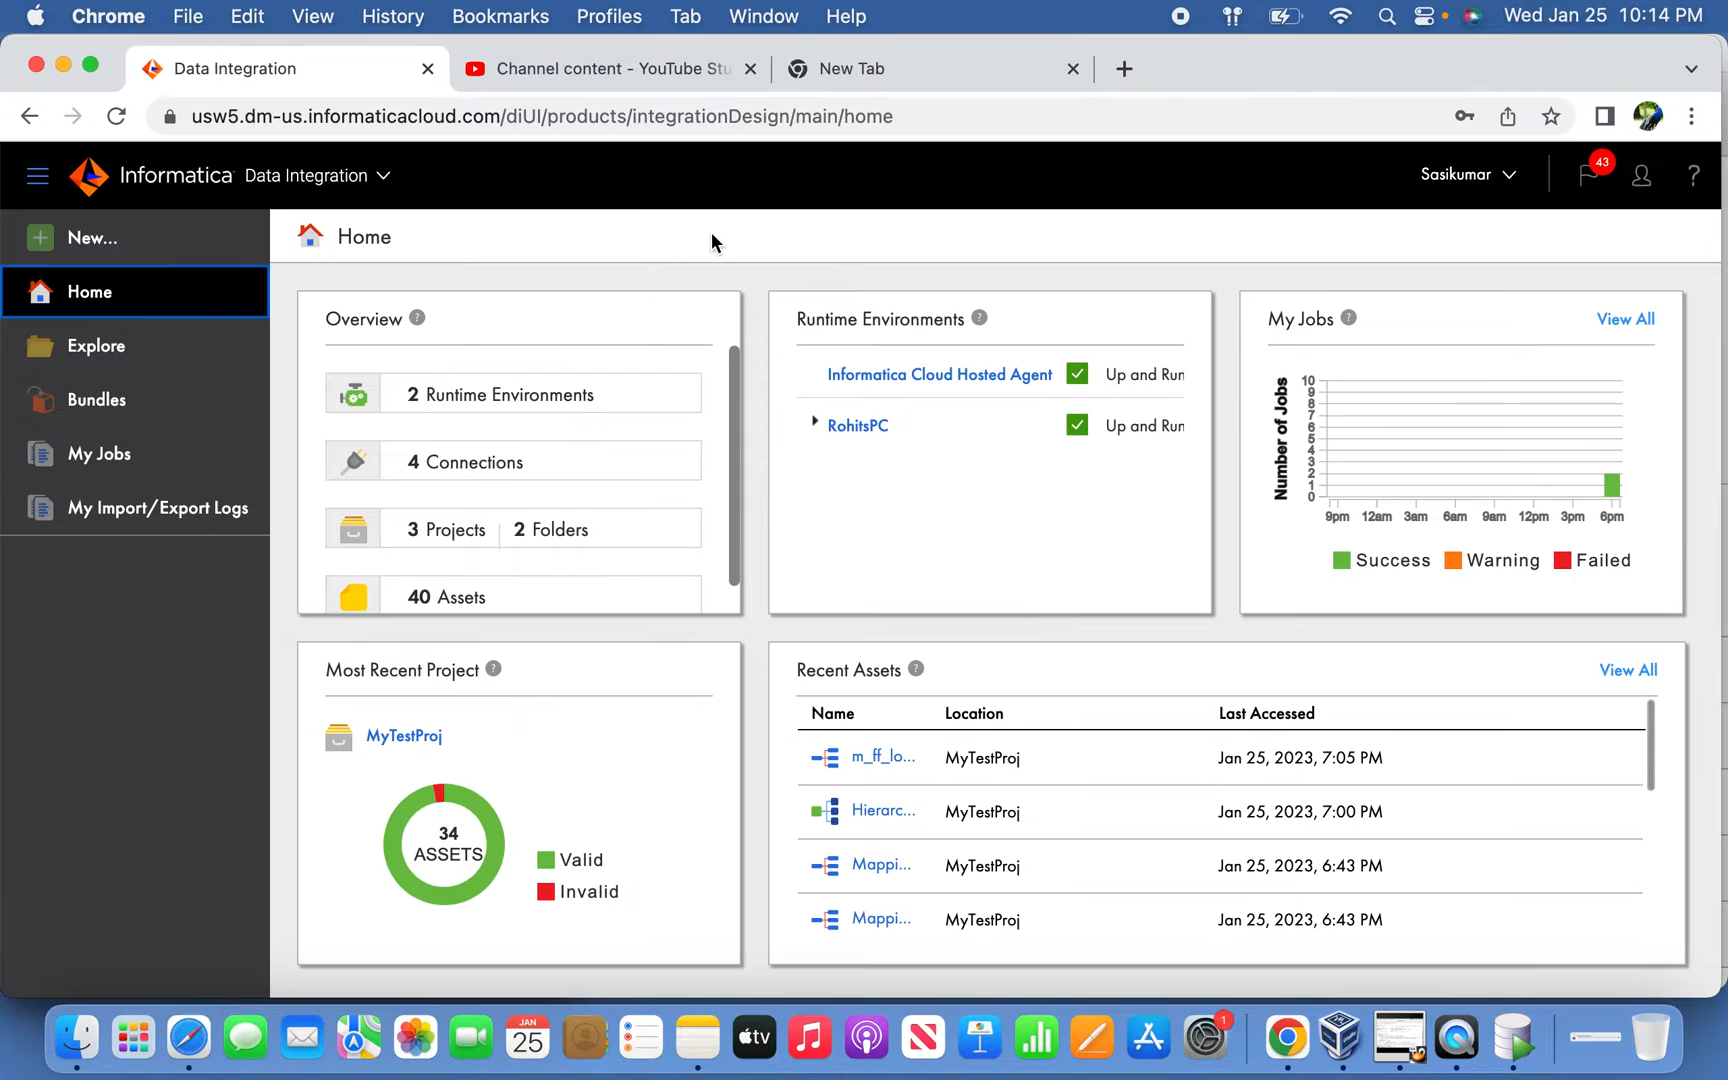 Chrome File Edit View History Bookmarks Profiles Tab Window Help Wed Jan 25 10:14 PM
Data Integration Channel content - YouTube Stu New Tab
usw5.dm-us.informaticacloud.com/diUI/products/integrationDesign/main/home
Informatica Data Integration Sasikumar 43 ?
New...
Home
Explore
Bundles
My Jobs
My Import/Export Logs
Home
Overview ?
2 Runtime Environments
4 Connections
3 Projects 2 Folders
40 Assets
Runtime Environments ?
Informatica Cloud Hosted Agent Up and Run
RohitsPC Up and Run
My Jobs ? View All
Number of Jobs
10
9
8
7
6
5
4
3
2
1
0
9pm 12am 3am 6am 9am 12pm 3pm 6pm
Success Warning Failed
Most Recent Project ?
MyTestProj
34
ASSETS
Valid
Invalid
Recent Assets ? View All
Name Location Last Accessed
m_ff_lo... MyTestProj Jan 25, 2023, 7:05 PM
Hierarc... MyTestProj Jan 25, 2023, 7:00 PM
Mappi... MyTestProj Jan 25, 2023, 6:43 PM
Mappi... MyTestProj Jan 25, 2023, 6:43 PM
JAN
25
tv
1